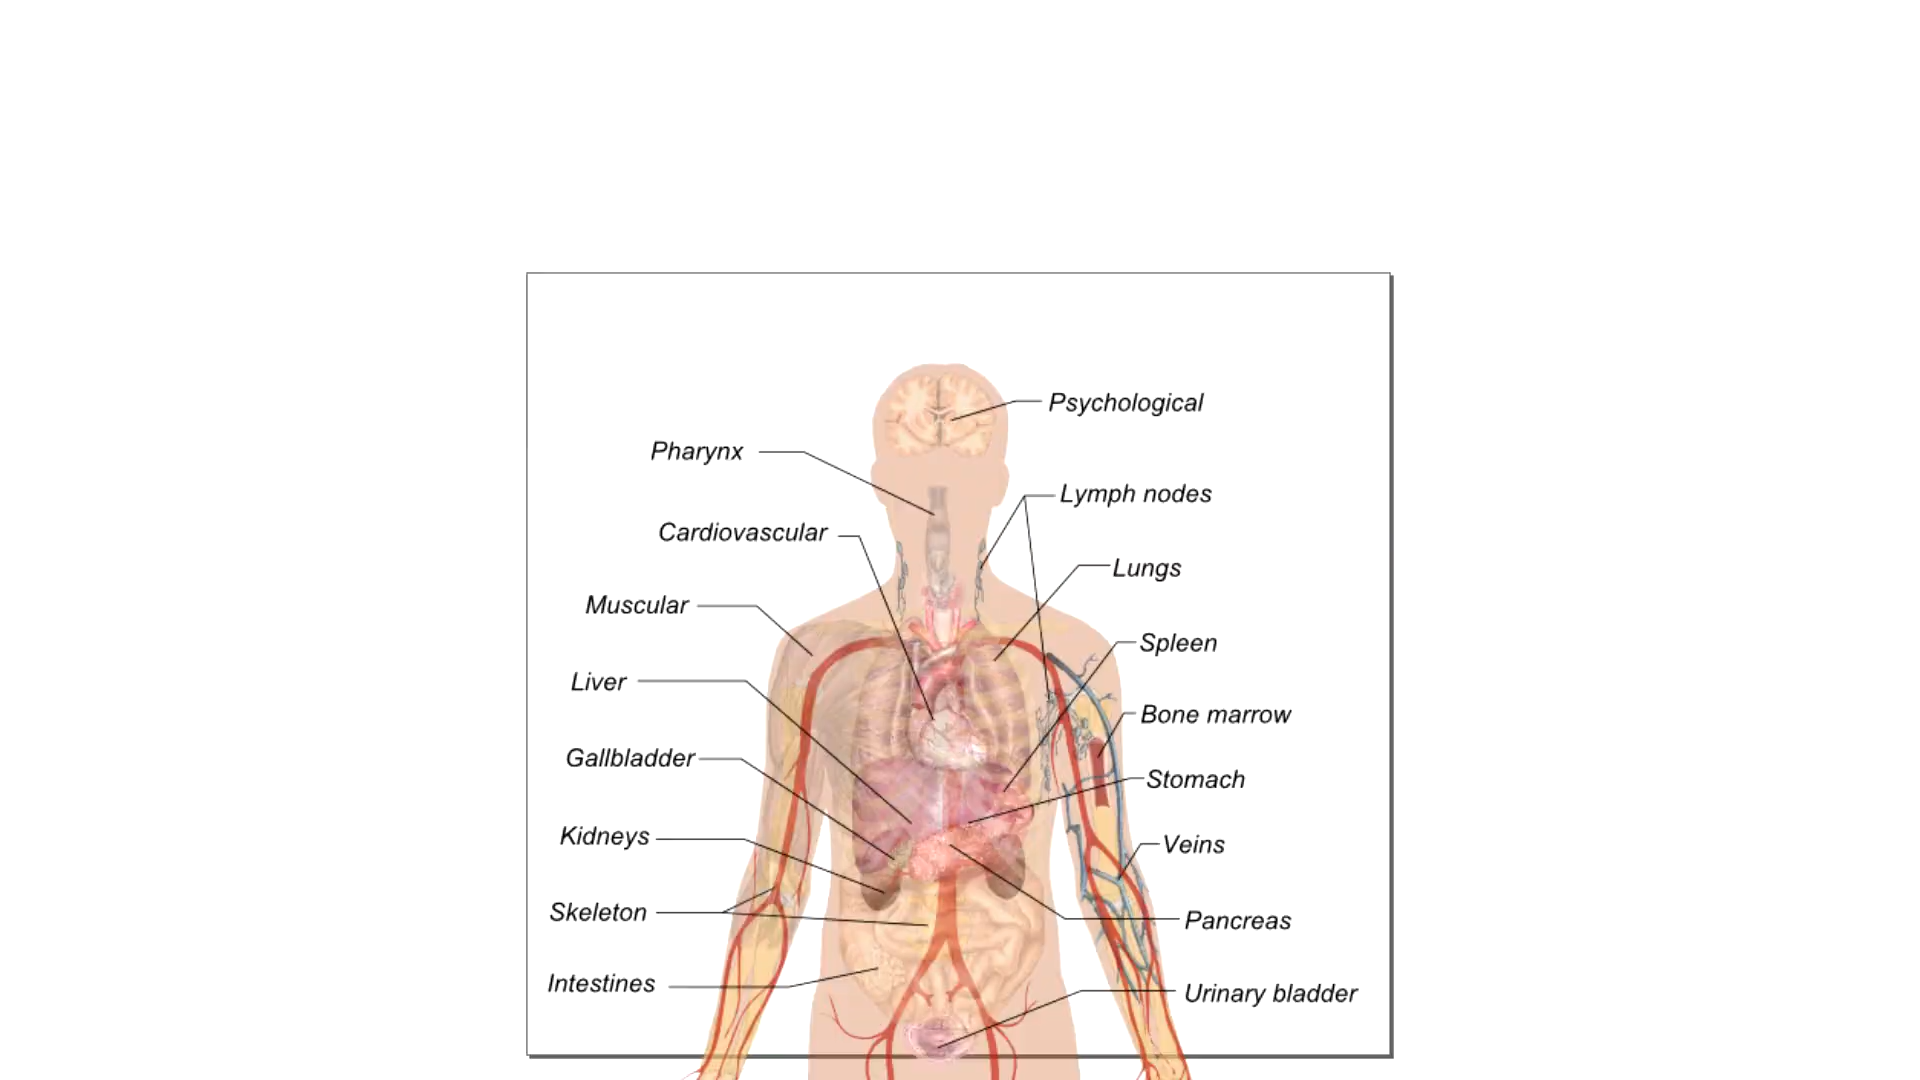 Psychological
Pharynx
Lymph nodes
Cardiovascular
Lungs
Muscular
Spleen
Liver
Bone marrow
Gallbladder
Stomach
Kidneys
Veins
Skeleton
Pancreas
Intestines
Urinary bladder